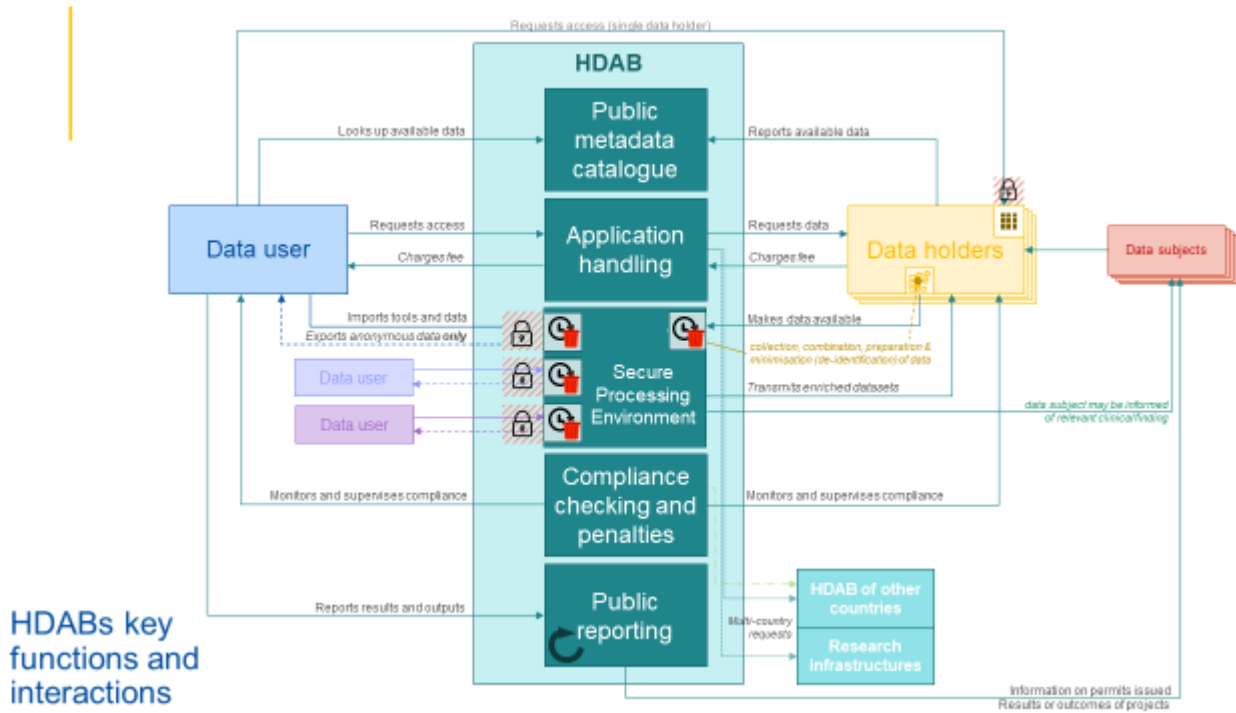 Requests access (single data holder)
HDAB
Public
metadata
catalogue
Looks up available data
Reports available data
Data user
Requests access
Charges fee
Application
handling
Requests data
Charges fee
Data holders
Data subjects
Imports tools and data
Exports anonymous data only
Makes data available
collection, combination, preparation &
minimisation (de-identification) of data
Secure
Processing
Environment
Transmits enriched datasets
data subject may be informed
of relevant clinical finding
Data user
Data user
Monitors and supervises compliance
Compliance
checking and
penalties
Monitors and supervises compliance
HDAB of other
countries
Multi-country
requests
Research
infrastructures
Reports results and outputs
Public
reporting
HDABs key
functions and
interactions
Information on permits issued
Results or outcomes of projects